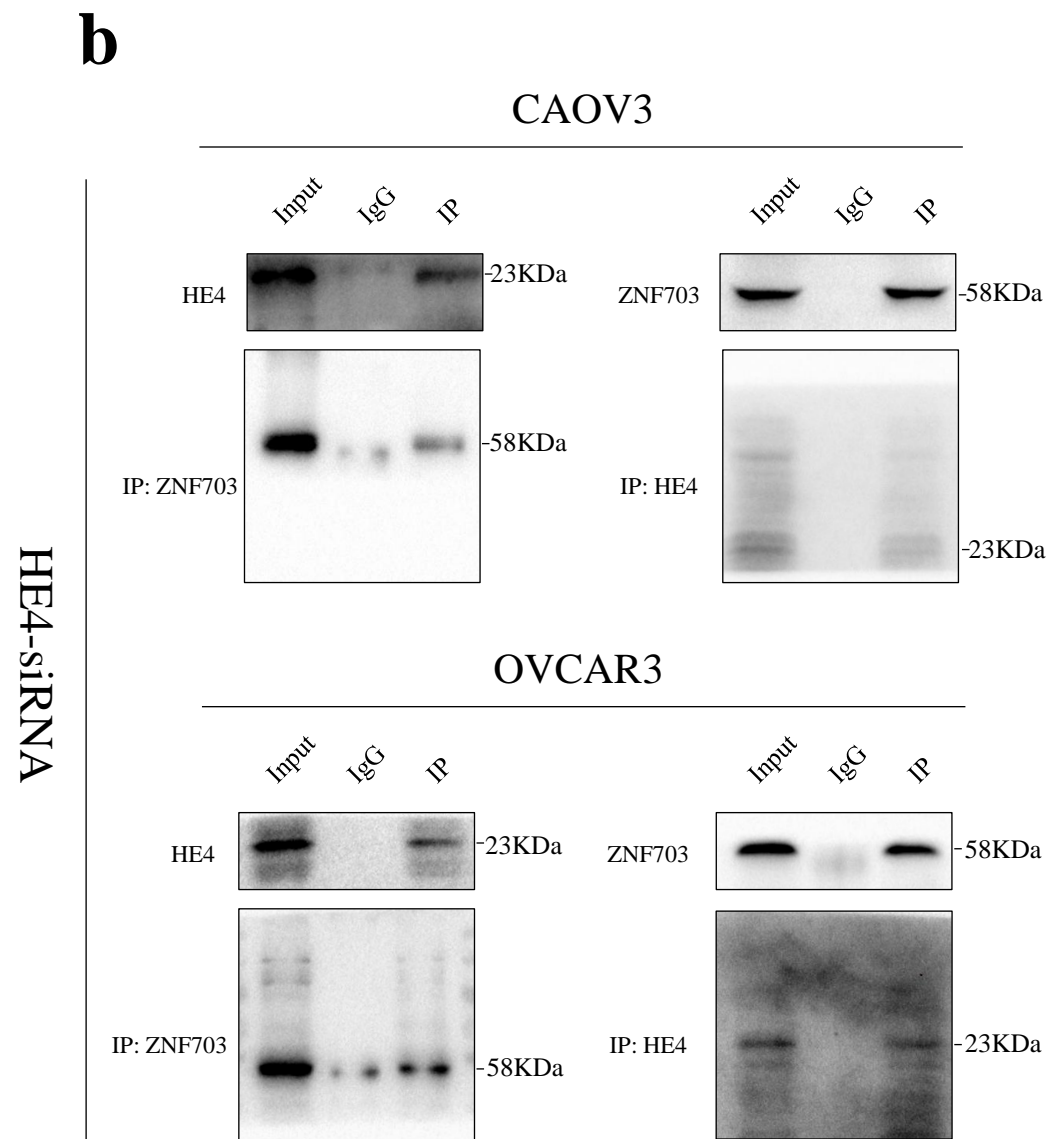 b
CAOV3
Input IgG IP
Input IgG IP
HE4
-23KDa
ZNF703
-58KDa
IP: ZNF703
-58KDa
IP: HE4
-23KDa
HE4-siRNA
OVCAR3
Input IgG IP
Input IgG IP
HE4
-23KDa
ZNF703
-58KDa
IP: ZNF703
-58KDa
IP: HE4
-23KDa